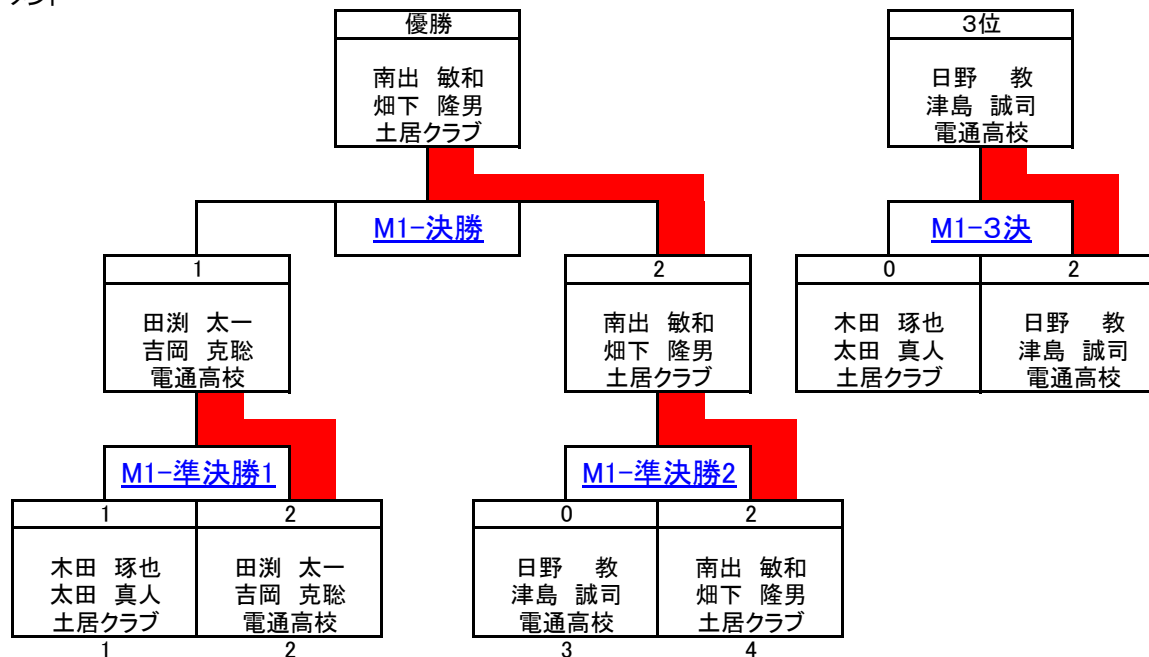 優勝
南出 敏和
畑下 隆男
土居クラブ
3位
日野 教
津島 誠司
電通高校
M1-決勝
M1-3決
1
田渕 太一
吉岡 克聡
電通高校
2
南出 敏和
畑下 隆男
土居クラブ
0
木田 琢也
太田 真人
土居クラブ
2
日野 教
津島 誠司
電通高校
M1-準決勝1
M1-準決勝2
1
木田 琢也
太田 真人
土居クラブ
1
2
田渕 太一
吉岡 克聡
電通高校
2
0
日野 教
津島 誠司
電通高校
3
2
南出 敏和
畑下 隆男
土居クラブ
4